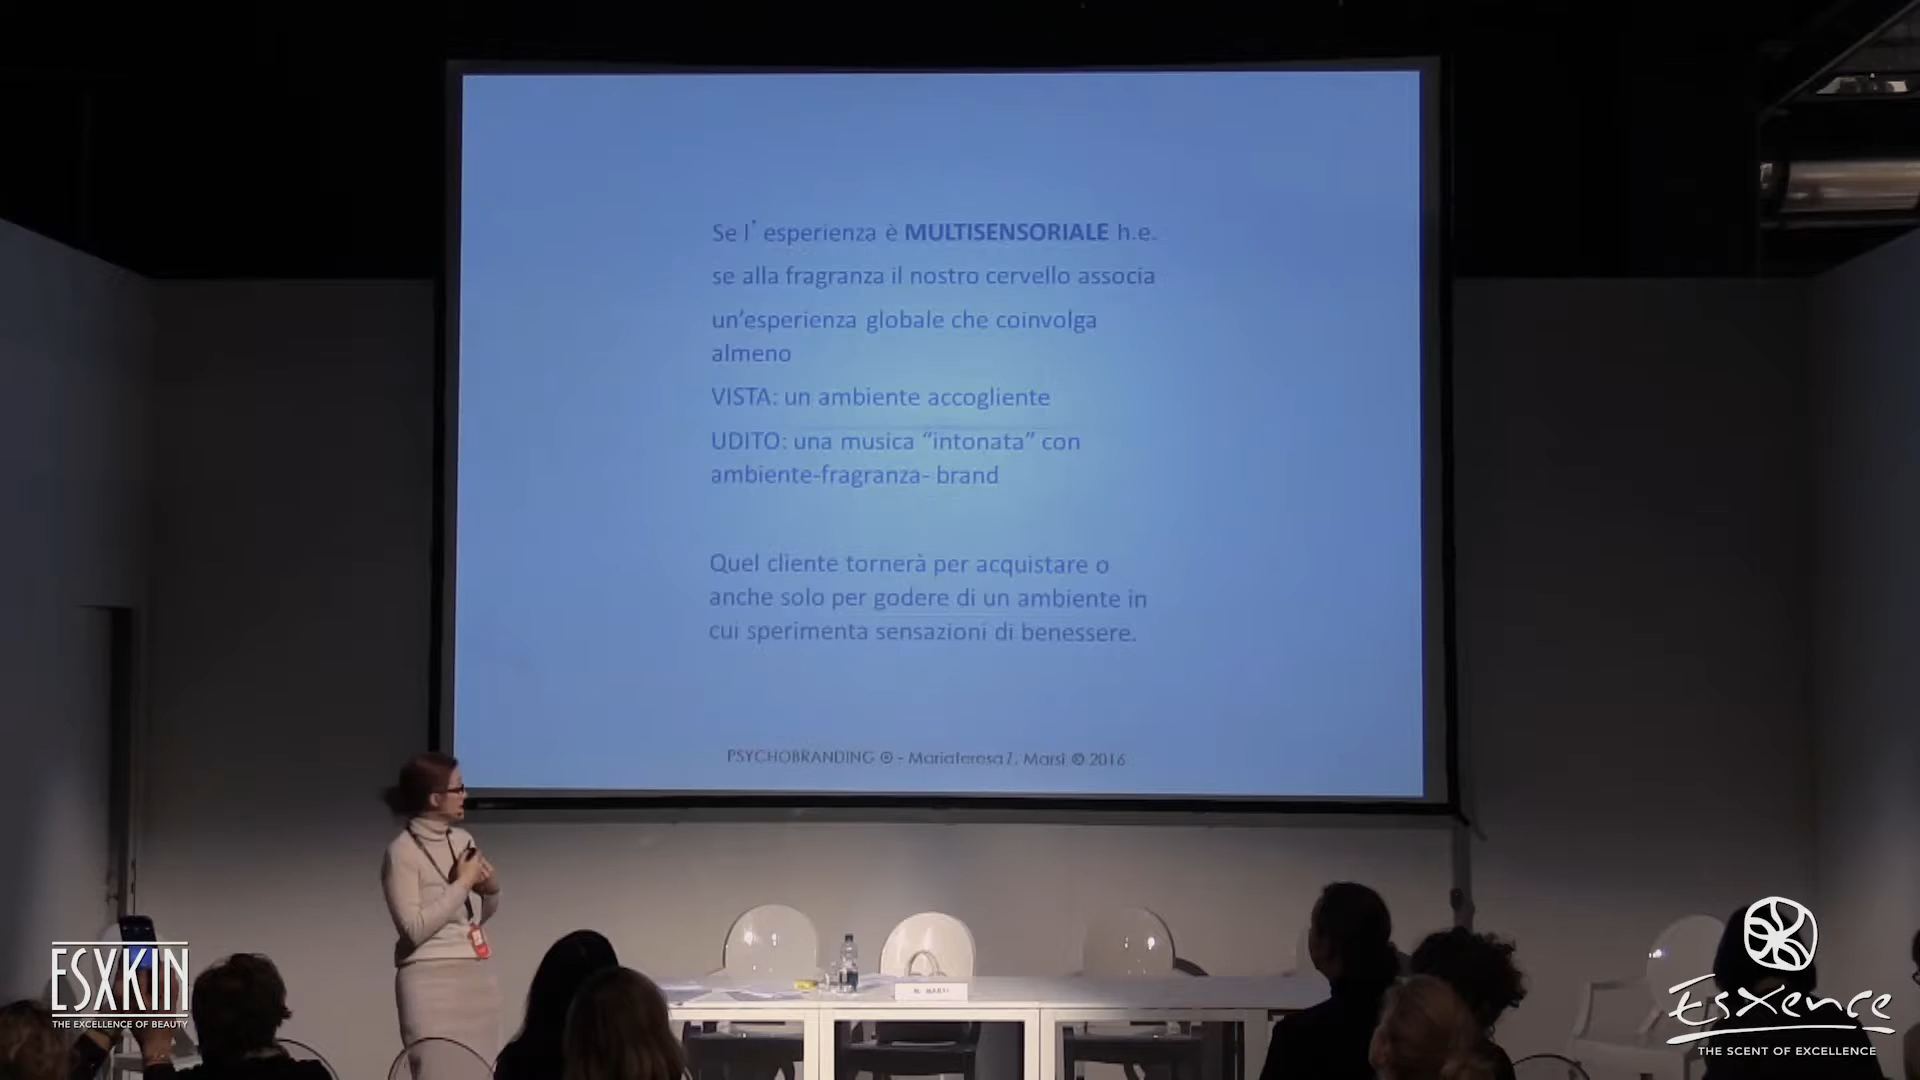 Se l' esperienza è MULTISENSORIALE h.e.
se alla fragranza il nostro cervello associa
un'esperienza globale che coinvolga
almeno
VISTA: un ambiente accogliente
UDITO: una musica “intonata” con
ambiente-fragranza- brand
Quel cliente tornerà per acquistare o
anche solo per godere di un ambiente in
cui sperimenta sensazioni di benessere.
PSYCHOBRANDING ® - Mariateresa Z. Marsi © 2016
M. MARSI
ESXKIN
THE EXCELLENCE OF BEAUTY
Esxence
THE SCENT OF EXCELLENCE